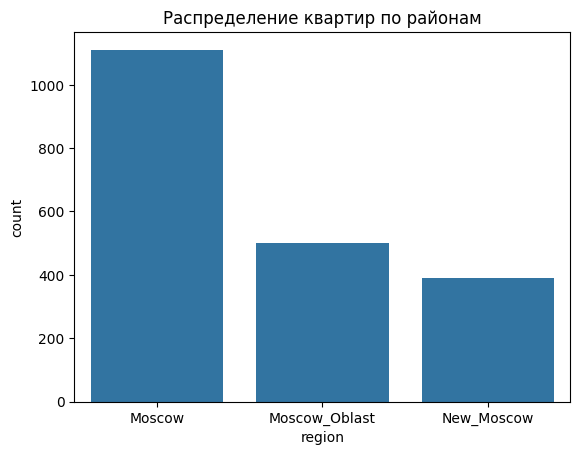 Распределение квартир по районам
count
1000
800
600
400
200
0
Moscow
Moscow_Oblast
New_Moscow
region